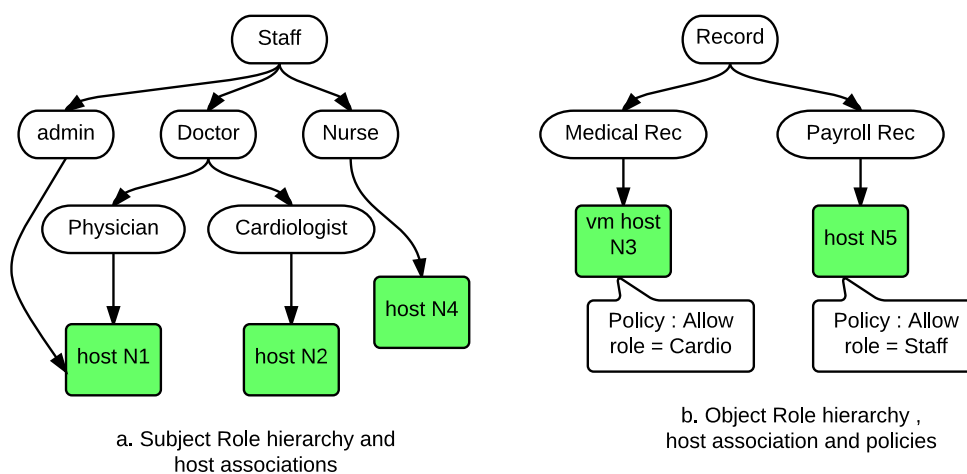 Staff
admin
Doctor
Nurse
Physician
Cardiologist
host N1
host N2
host N4
a. Subject Role hierarchy and
host associations
Record
Medical Rec
Payroll Rec
vm host
N3
host N5
Policy : Allow
role = Cardio
Policy : Allow
role = Staff
b. Object Role hierarchy ,
host association and policies